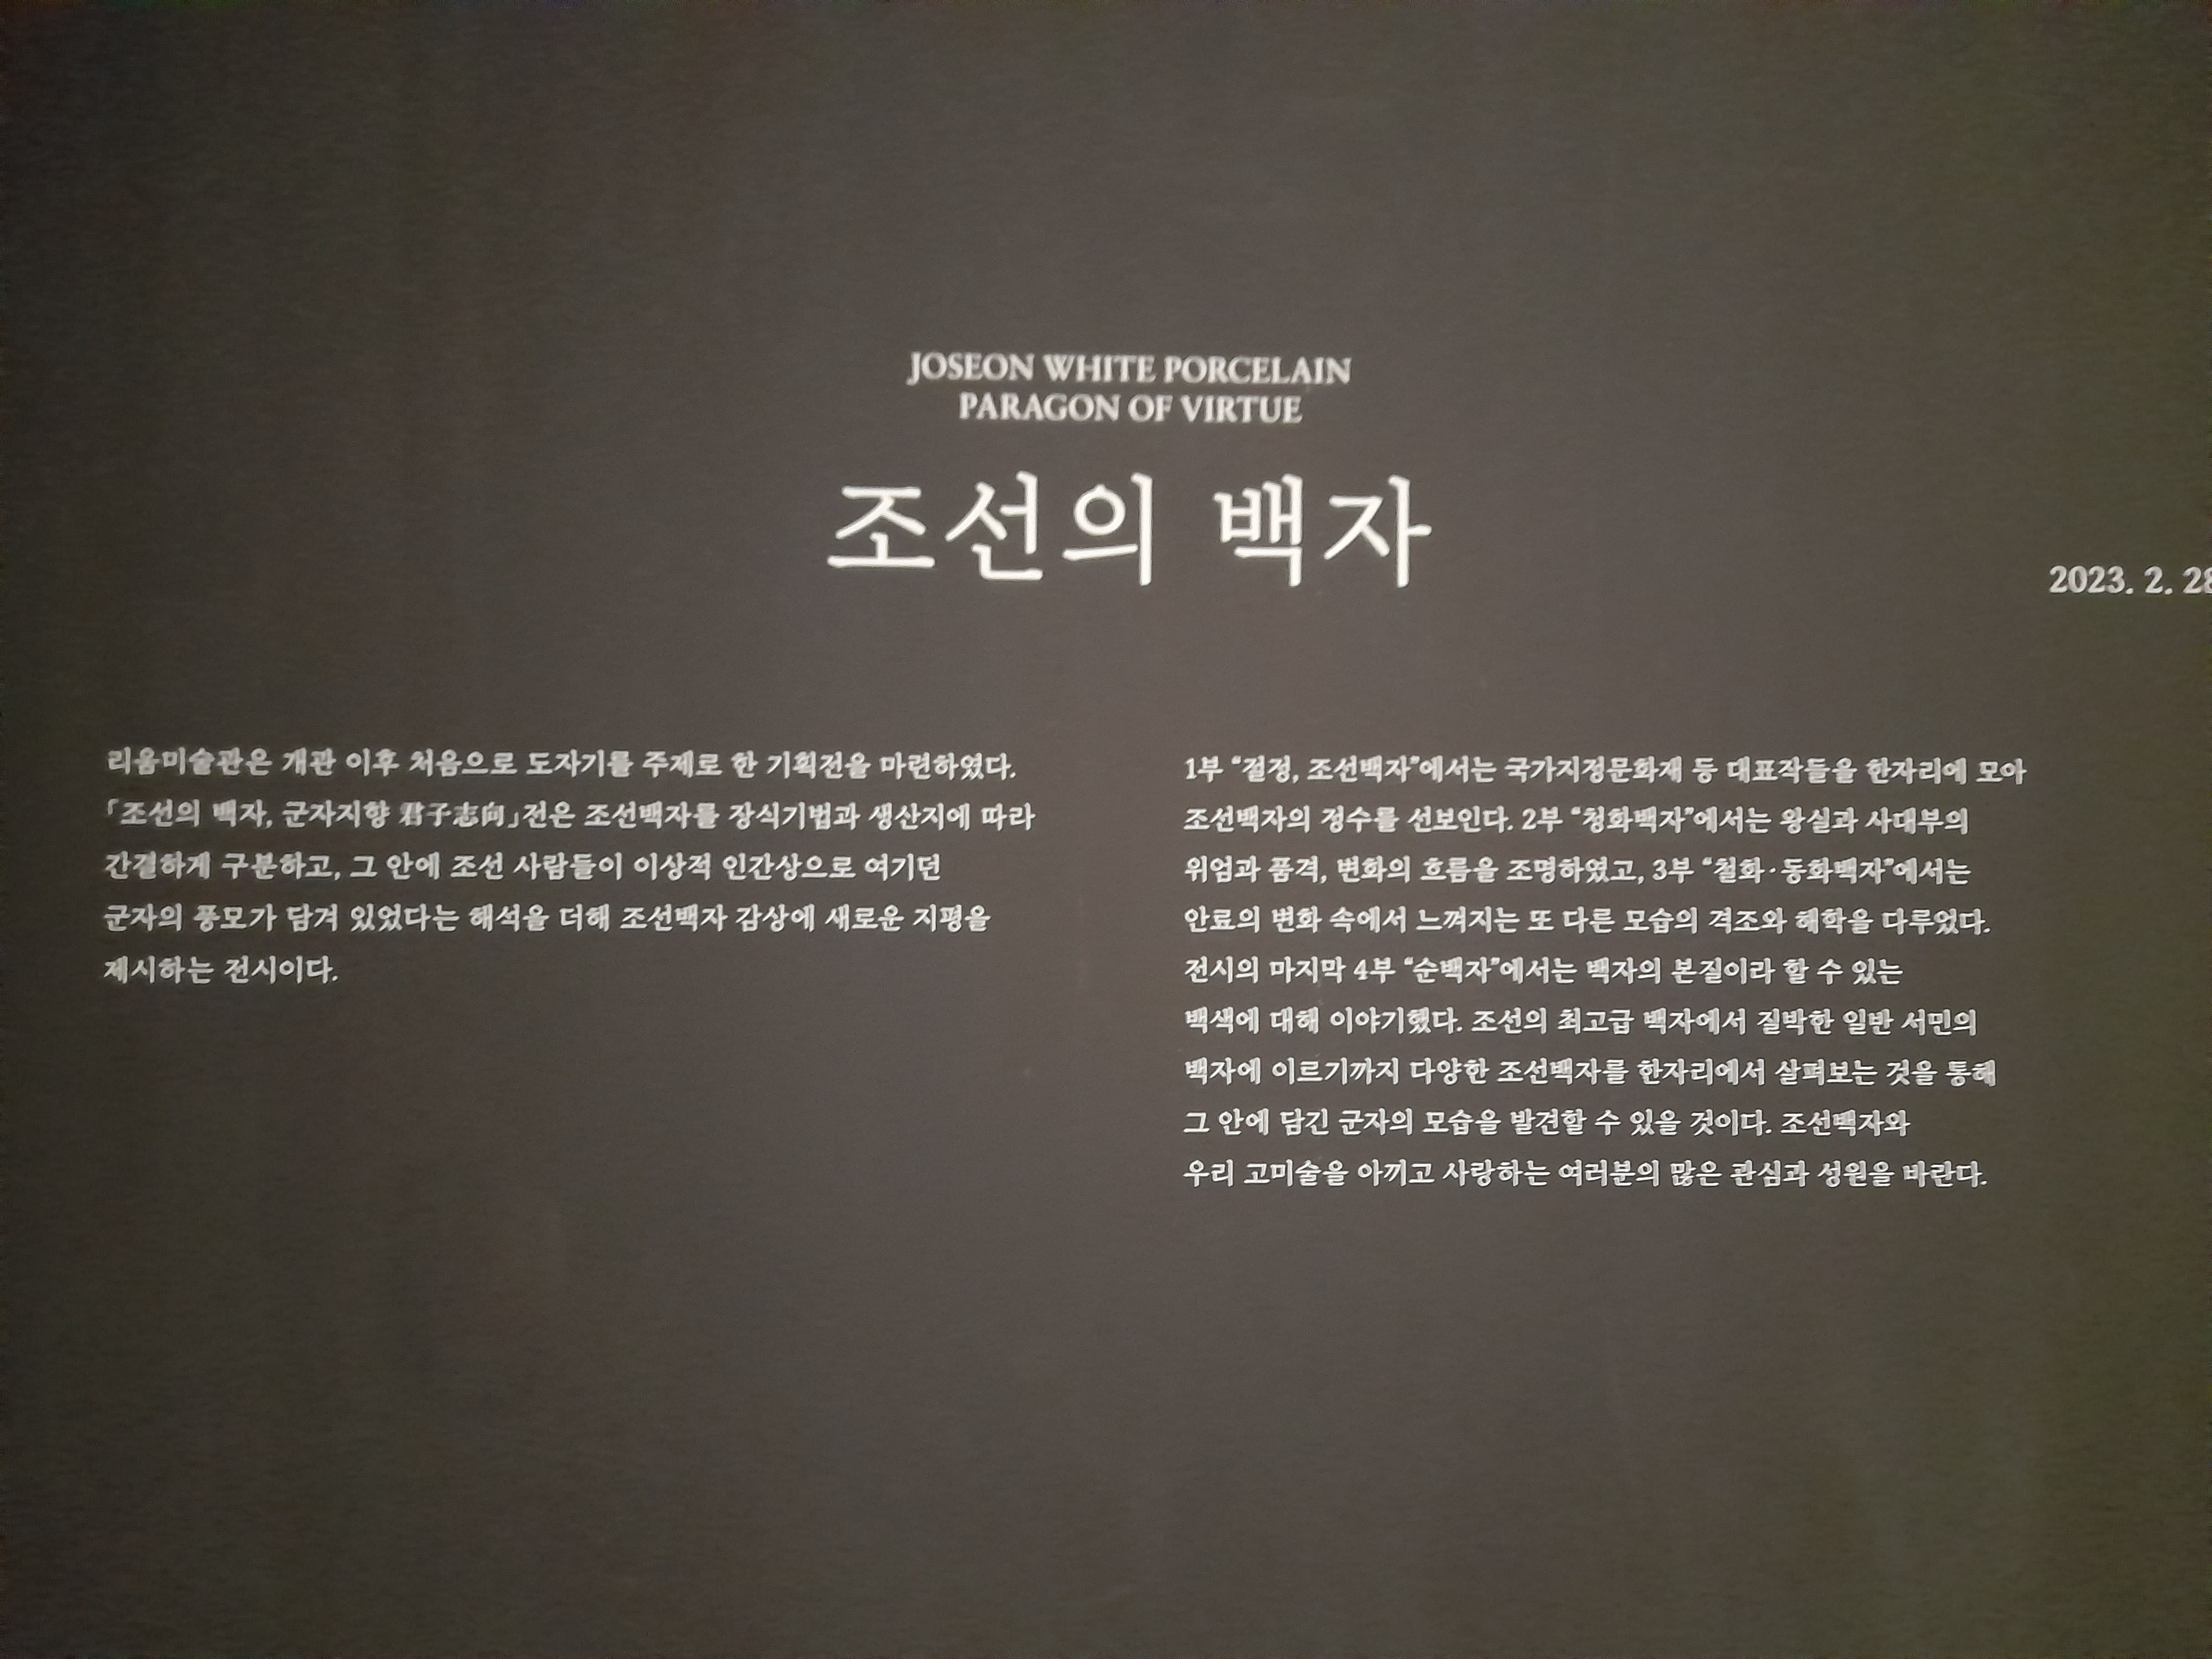 JOSEON WHITE PORCELAIN
PARAGON OF VIRTUE
조선의 백자
2023. 2. 28
리움미술관은 개관 이후 처음으로 도자기를 주제로 한 기획전을 마련하였다.
「조선의 백자, 군자지향 君子志向」전은 조선백자를 장식기법과 생산지에 따라
간결하게 구분하고, 그 안에 조선 사람들이 이상적 인간상으로 여기던
군자의 풍모가 담겨 있었다는 해석을 더해 조선백자 감상에 새로운 지평을
제시하는 전시이다.
1부 “절정, 조선백자”에서는 국가지정문화재 등 대표작들을 한자리에 모아
조선백자의 정수를 선보인다. 2부 “청화백자”에서는 왕실과 사대부의
위엄과 품격, 변화의 흐름을 조명하였고, 3부 “철화·동화백자”에서는
안료의 변화 속에서 느껴지는 또 다른 모습의 격조와 해학을 다루었다.
전시의 마지막 4부 “순백자”에서는 백자의 본질이라 할 수 있는
백색에 대해 이야기했다. 조선의 최고급 백자에서 질박한 일반 서민의
백자에 이르기까지 다양한 조선백자를 한자리에서 살펴보는 것을 통해
그 안에 담긴 군자의 모습을 발견할 수 있을 것이다. 조선백자와
우리 고미술을 아끼고 사랑하는 여러분의 많은 관심과 성원을 바란다.